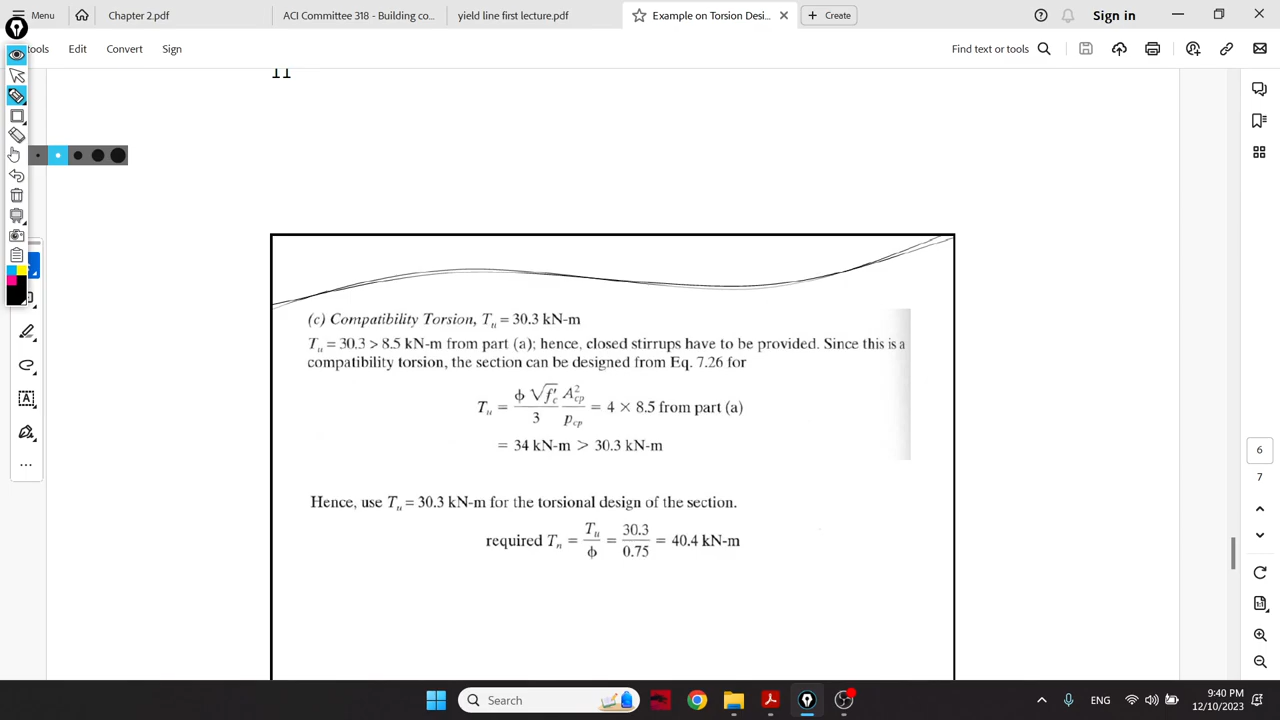 Menu
Chapter 2.pdf
ACI Committee 318 - Building co...
yield line first lecture.pdf
Example on Torsion Desi...
Create
Sign in
tools
Edit
Convert
Sign
Find text or tools
11
(c) Compatibility Torsion, Tᵤ = 30.3 kN-m
Tᵤ = 30.3 > 8.5 kN-m from part (a); hence, closed stirrups have to be provided. Since this is a
compatibility torsion, the section can be designed from Eq. 7.26 for
Tᵤ = (ϕ √f'c / 3) (A²cp / pcp) = 4 × 8.5 from part (a)
= 34 kN-m > 30.3 kN-m
Hence, use Tᵤ = 30.3 kN-m for the torsional design of the section.
required Tₙ = Tᵤ / ϕ = 30.3 / 0.75 = 40.4 kN-m
6
7
Search
ENG
9:40 PM
12/10/2023